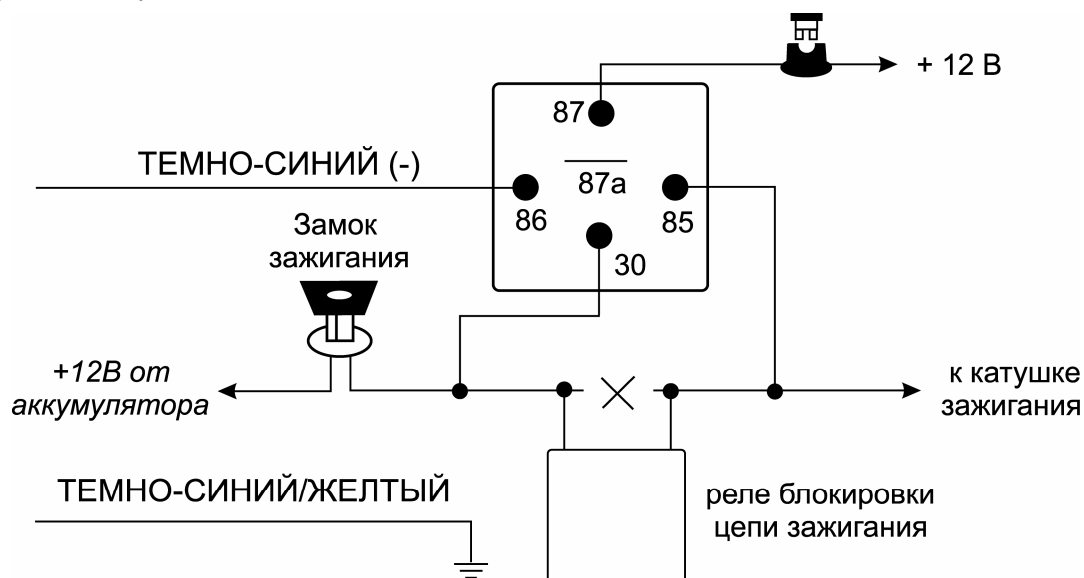 + 12 В
87
ТЕМНО-СИНИЙ (-)
87а
86
85
Замок
зажигания
30
+12В от
аккумулятора
к катушке
зажигания
ТЕМНО-СИНИЙ/ЖЕЛТЫЙ
реле блокировки
цепи зажигания